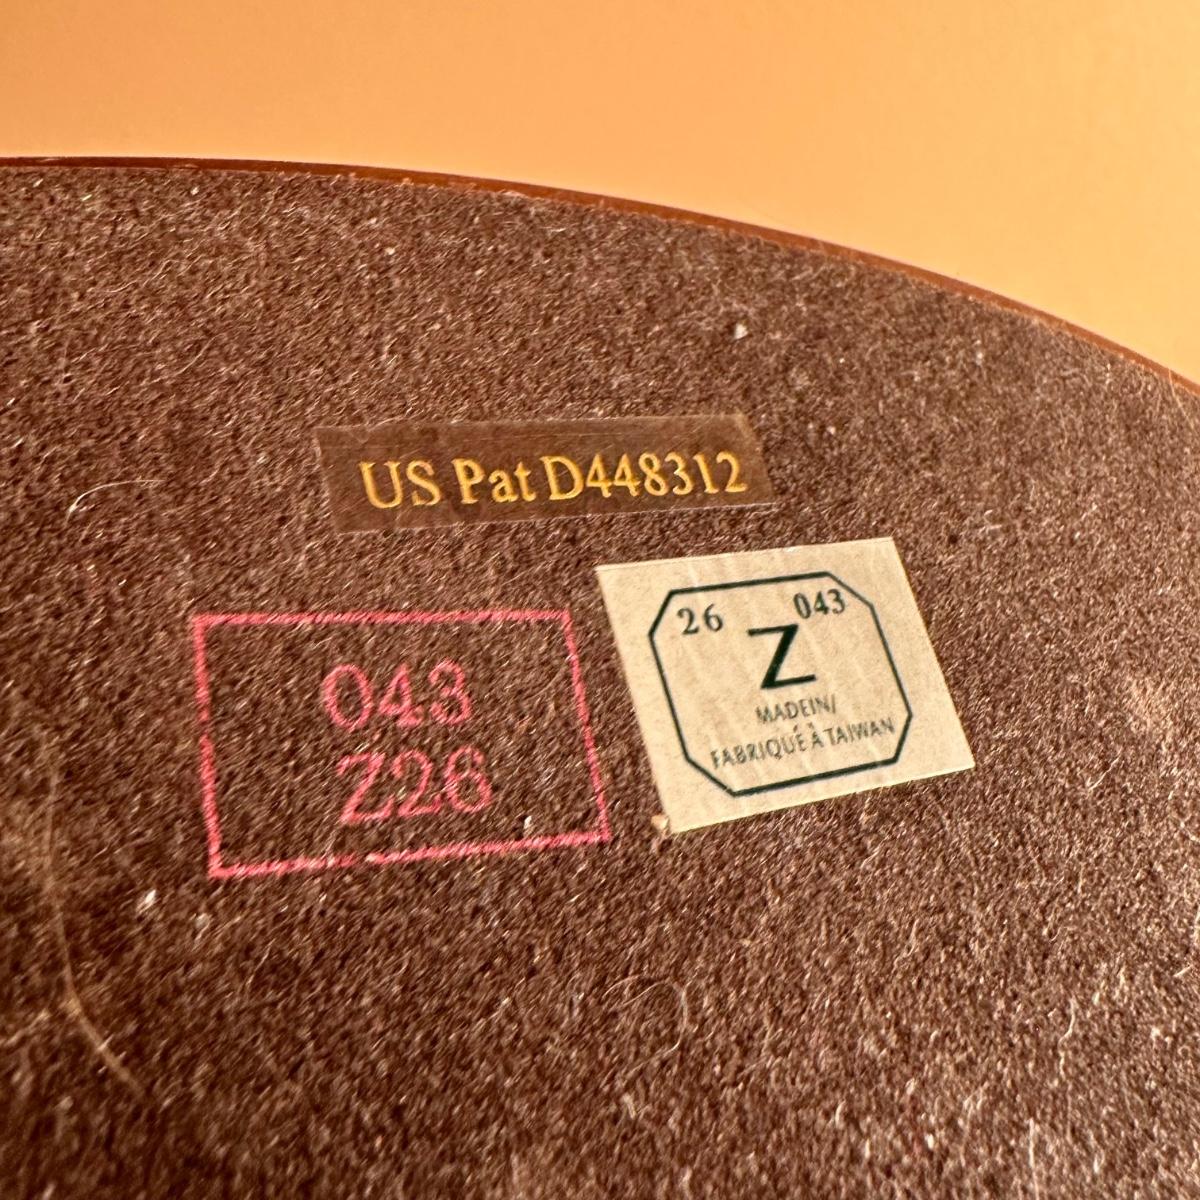 US Pat D448312
043
Z26
26 043
Z
MADEIN/
FABRIQUÉ À TAIWAN